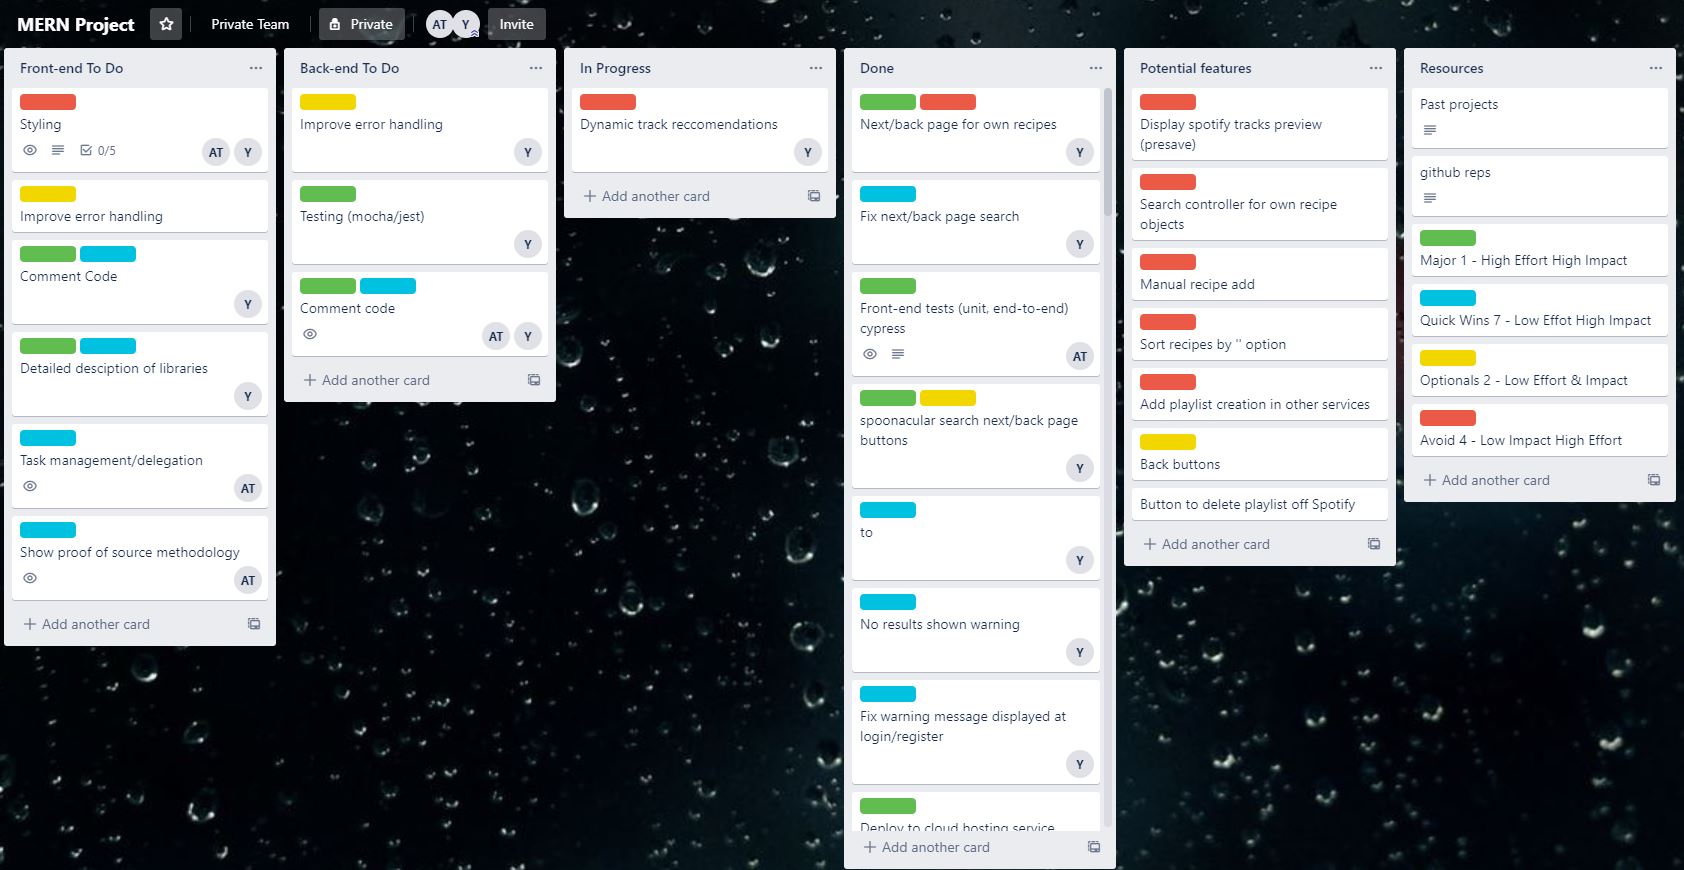 MERN Project
Private Team
Private
AT
Y
Invite
Front-end To Do
Styling
0/5
AT
Y
Improve error handling
Comment Code
Y
Detailed desciption of libraries
Y
Task management/delegation
AT
Show proof of source methodology
AT
Add another card
Back-end To Do
Improve error handling
Y
Testing (mocha/jest)
Y
Comment code
AT
Y
Add another card
In Progress
Dynamic track reccomendations
Y
Add another card
Done
Next/back page for own recipes
Y
Fix next/back page search
Y
Front-end tests (unit, end-to-end)
cypress
AT
spoonacular search next/back page
buttons
Y
to
Y
No results shown warning
Y
Fix warning message displayed at
login/register
Y
Deploy to cloud hosting service
Add another card
Potential features
Display spotify tracks preview
(presave)
Search controller for own recipe
objects
Manual recipe add
Sort recipes by '' option
Add playlist creation in other services
Back buttons
Button to delete playlist off Spotify
Add another card
Resources
Past projects
github reps
Major 1 - High Effort High Impact
Quick Wins 7 - Low Effot High Impact
Optionals 2 - Low Effort & Impact
Avoid 4 - Low Impact High Effort
Add another card